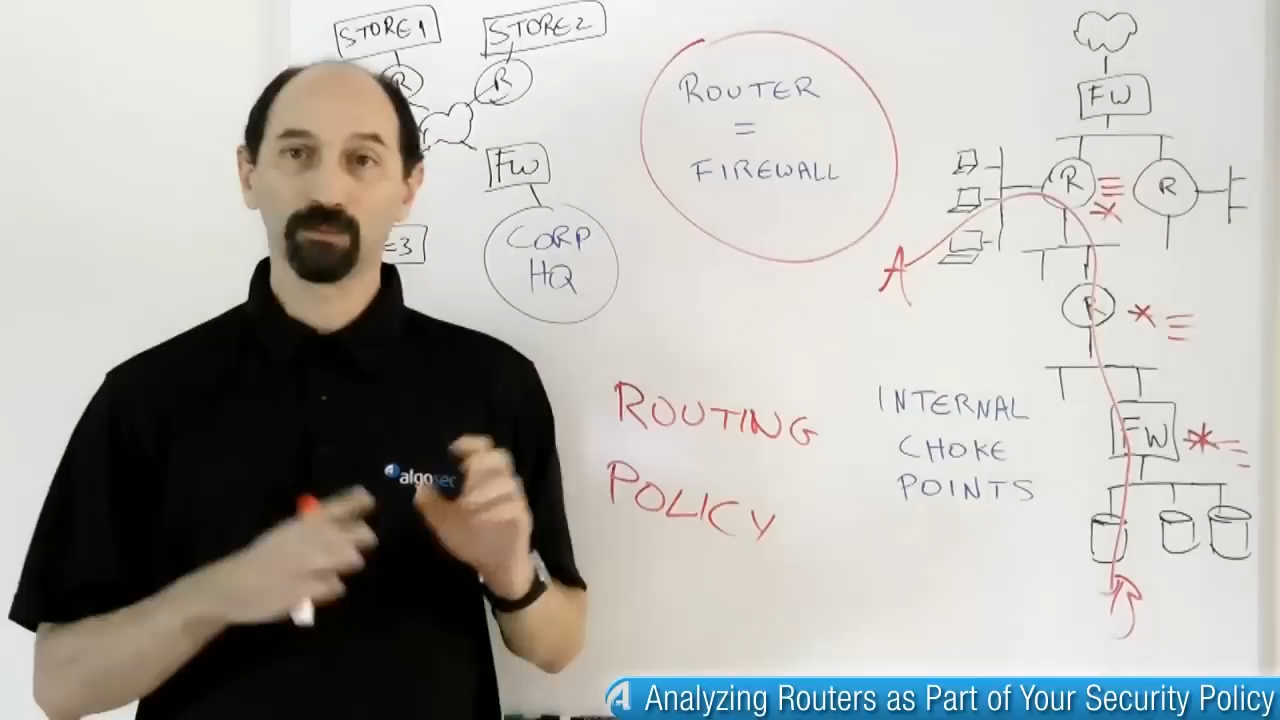 STORE 1
STORE 2
R
R
FW
CORP
HQ
=3
ROUTER
=
FIREWALL
ROUTING
POLICY
INTERNAL
CHOKE
POINTS
FW
R
R
A
R
FW
B
algosec
Analyzing Routers as Part of Your Security Policy